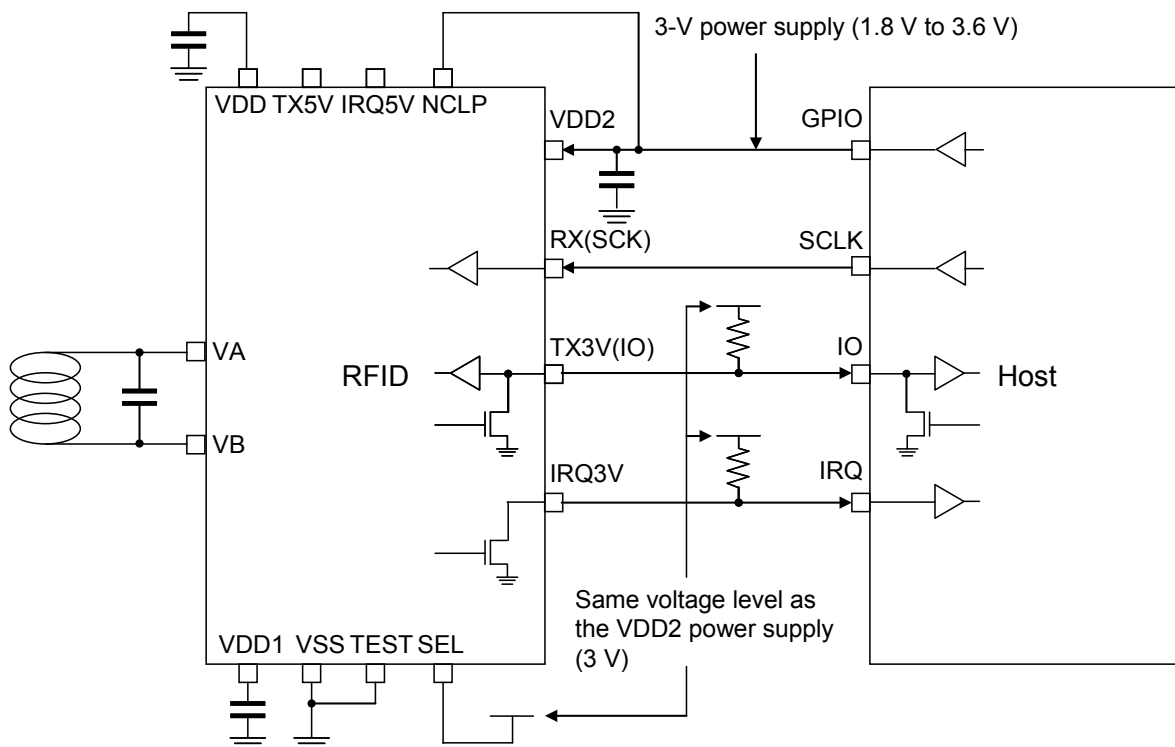 3-V power supply (1.8 V to 3.6 V)
VDD TX5V IRQ5V NCLP
VDD2
GPIO
RX(SCK)
SCLK
VA
TX3V(IO)
IO
RFID
Host
VB
IRQ3V
IRQ
Same voltage level as
the VDD2 power supply
(3 V)
VDD1 VSS TEST SEL